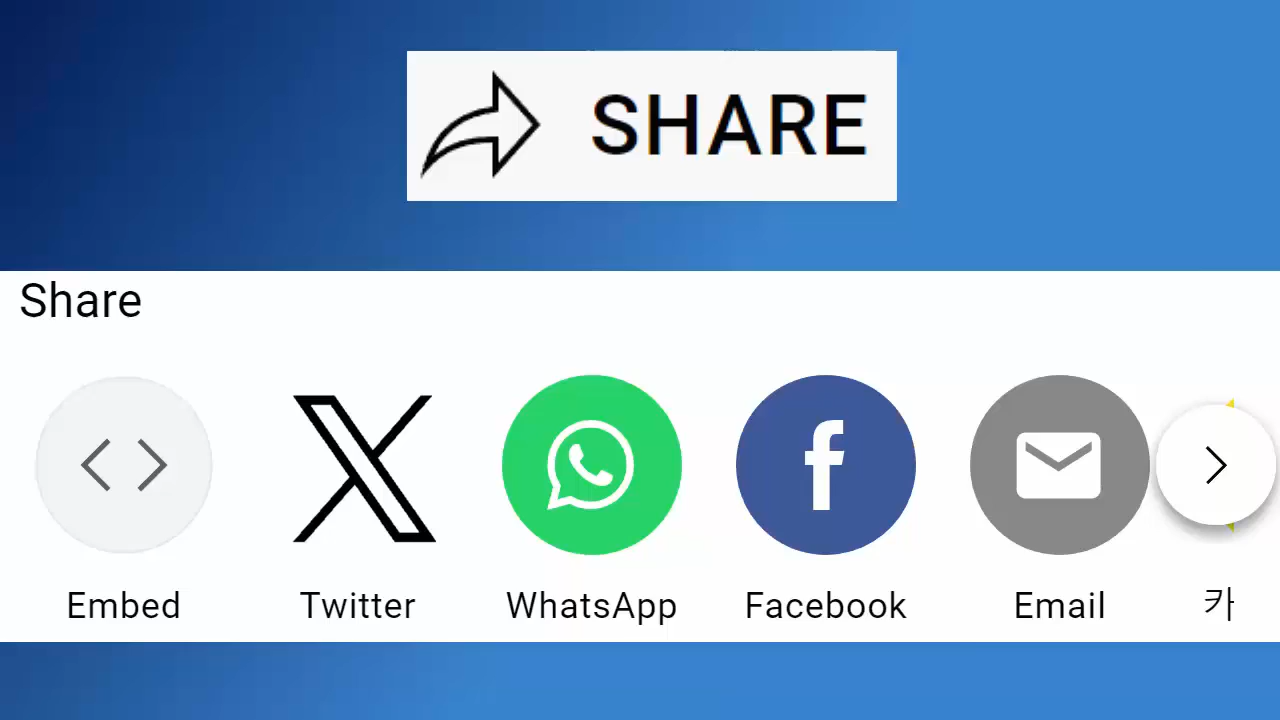 SHARE
Share
Embed
Twitter
WhatsApp
Facebook
Email
카